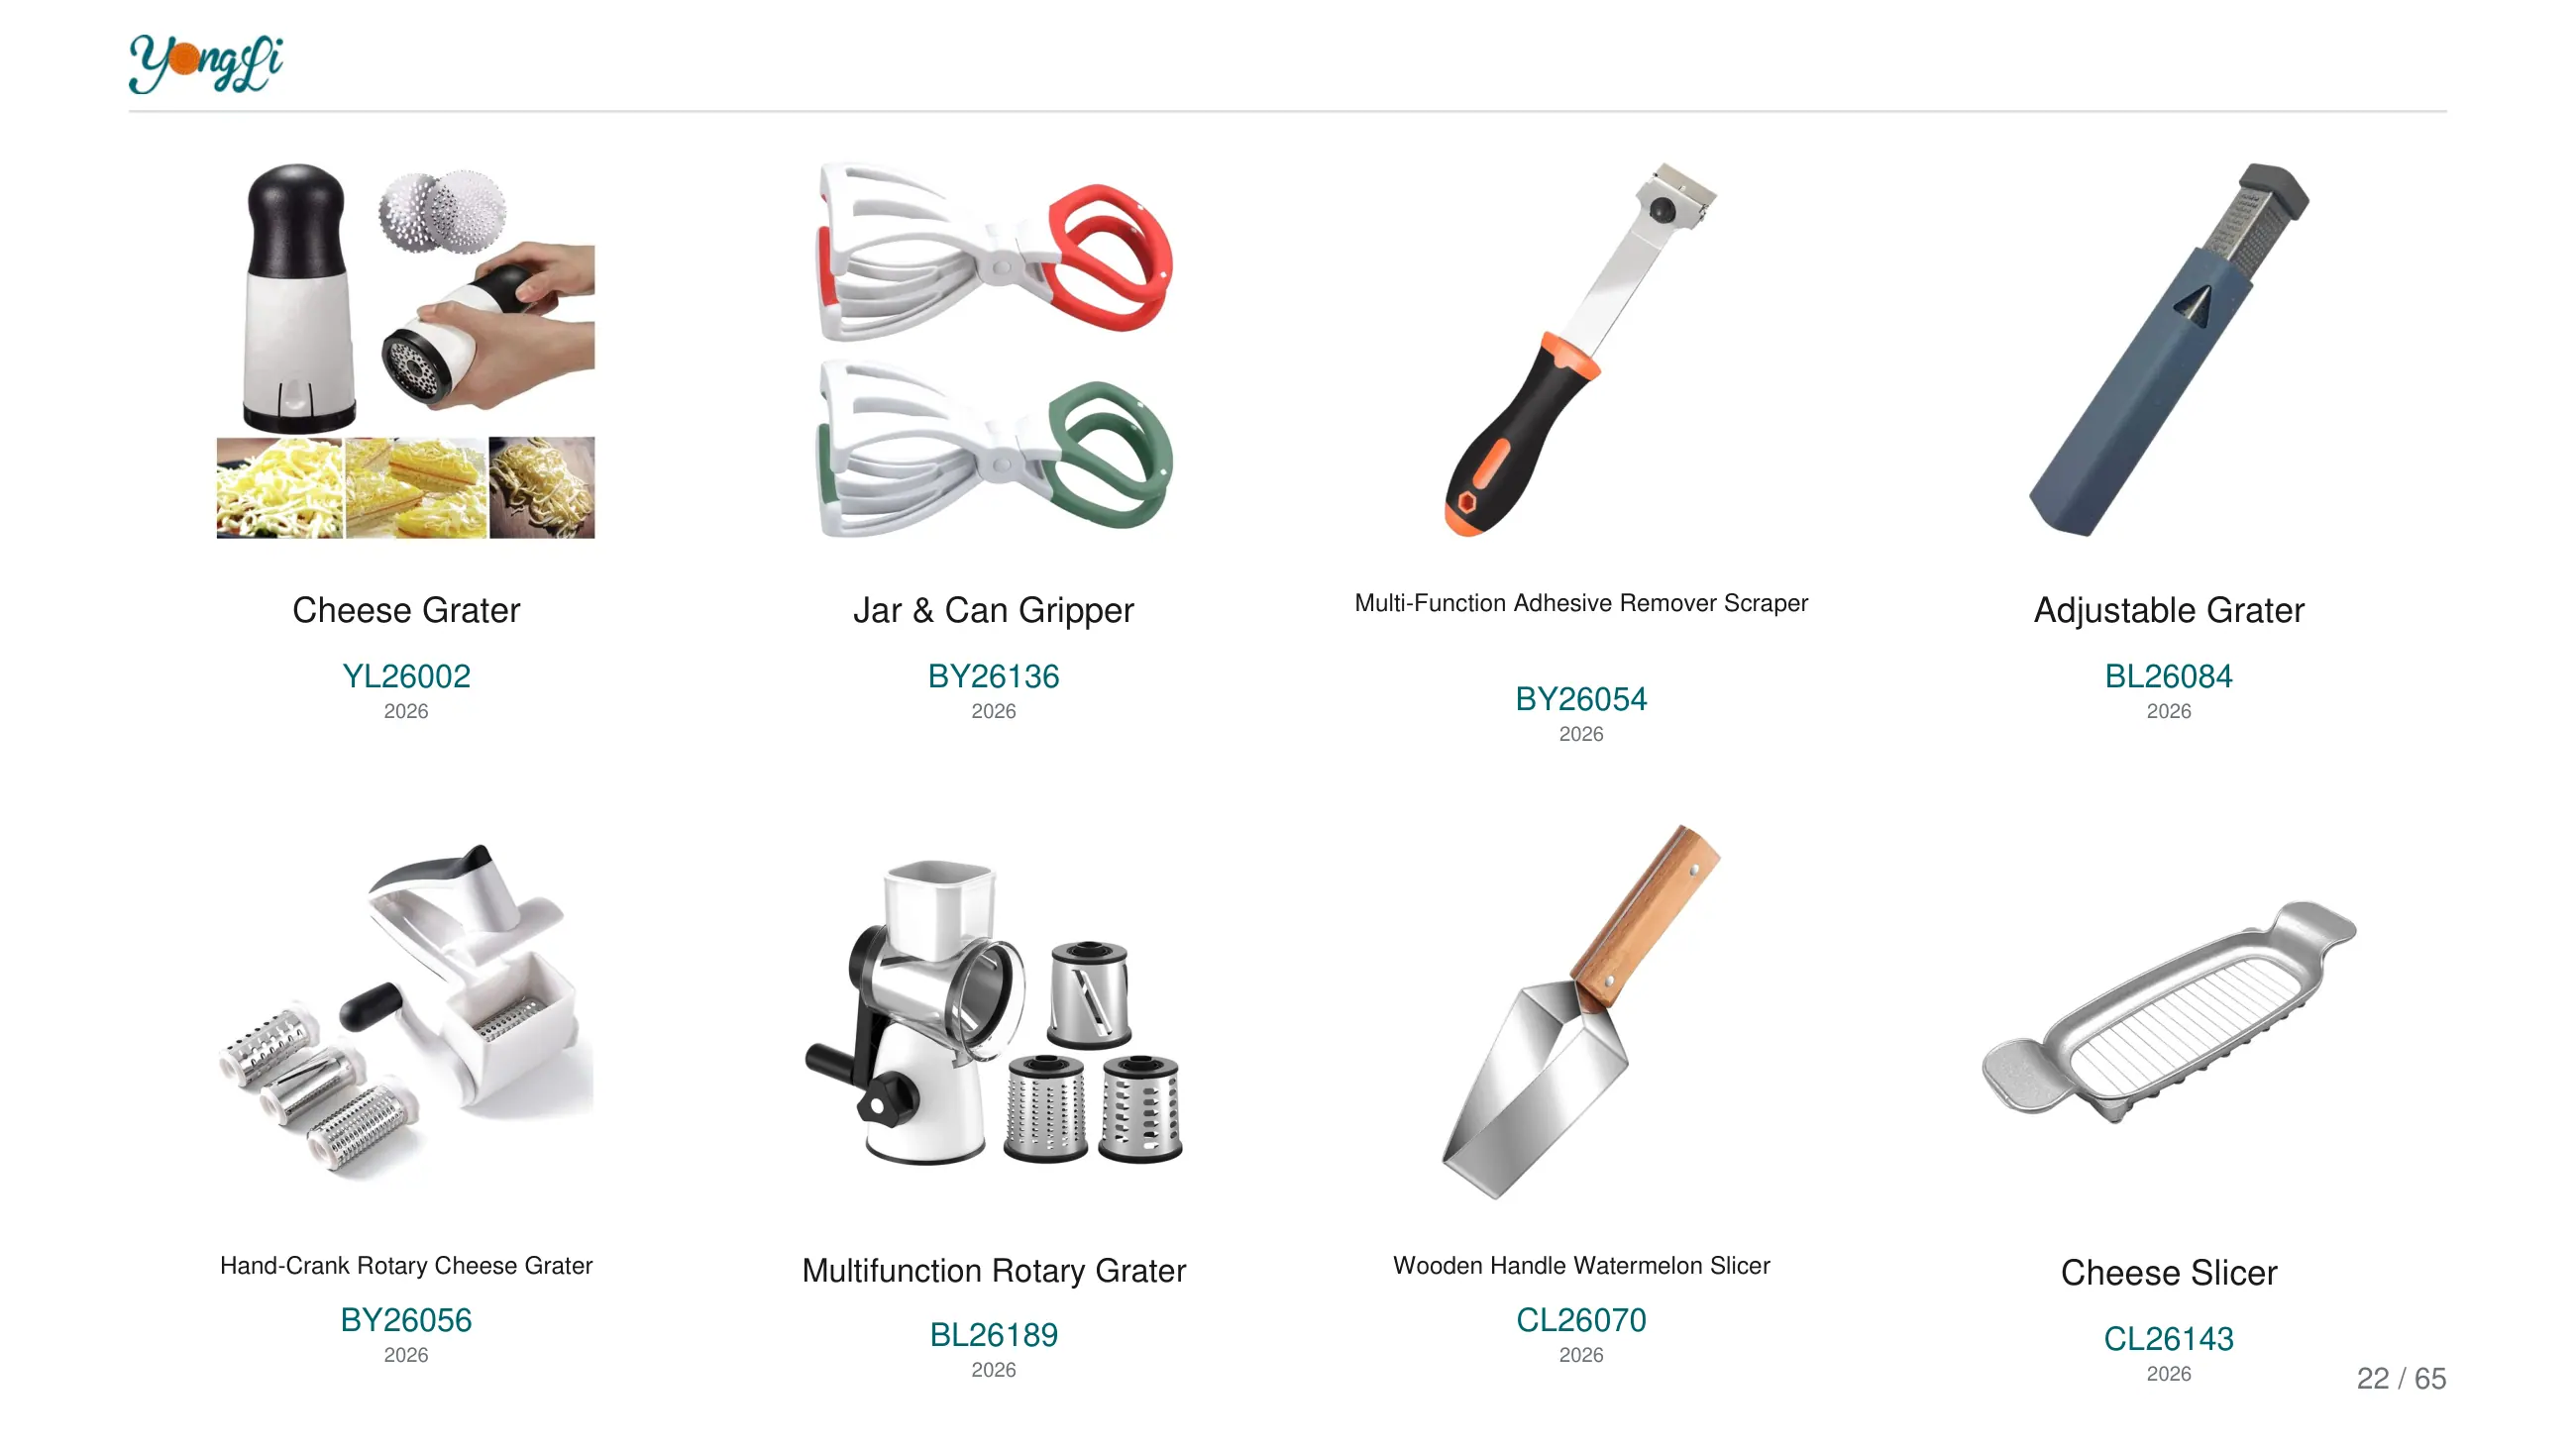 YongLi
Cheese Grater
YL26002
2026
Jar & Can Gripper
BY26136
2026
Multi-Function Adhesive Remover Scraper
BY26054
2026
Adjustable Grater
BL26084
2026
Hand-Crank Rotary Cheese Grater
BY26056
2026
Multifunction Rotary Grater
BL26189
2026
Wooden Handle Watermelon Slicer
CL26070
2026
Cheese Slicer
CL26143
2026
22 / 65